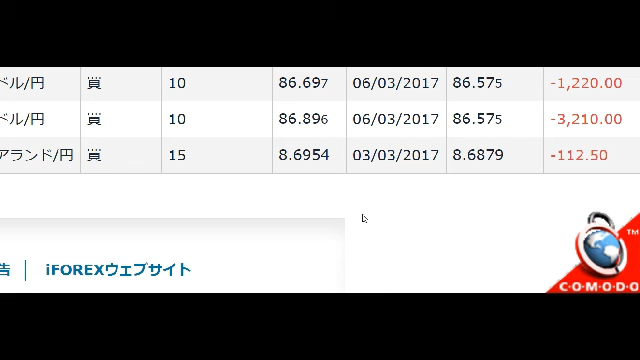 ドル/円 買 10 86.697 06/03/2017 86.575 -1,220.00
ドル/円 買 10 86.896 06/03/2017 86.575 -3,210.00
アランド/円 買 15 8.6954 03/03/2017 8.6879 -112.50
告 | iFOREXウェブサイト
TM
C·O·M·O·D·O